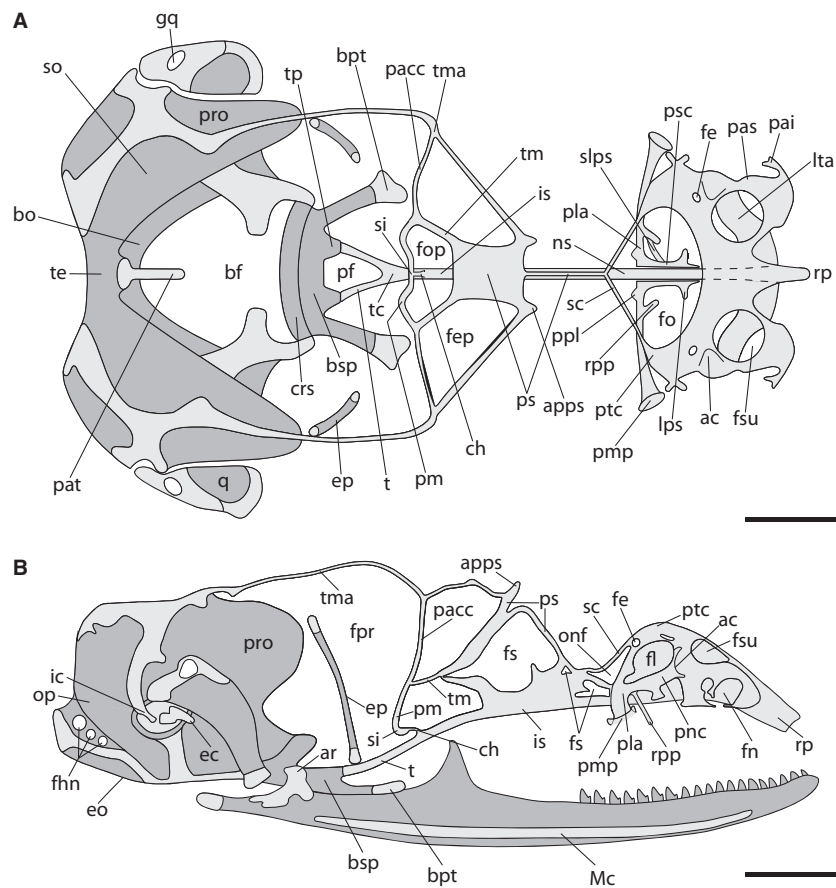 A
gq
so
pro
tp
bpt
pacc
tma
tm
is
psc
fe
pas
pai
lta
slps
pla
ns
si
fop
bo
te
bf
pf
rp
tc
sc
fo
ppl
rpp
fep
bsp
crs
ps
apps
ptc
lps
ac
fsu
pmp
ch
pm
t
ep
q
pat
B
apps
tma
ps
pacc
fe
ptc
sc
ac
onf
fsu
pro
fpr
fs
fl
ic
op
ep
tm
pm
si
ec
ar
ch
is
fs
pla
pnc
fn
rp
pmp
rpp
t
fhn
eo
bsp
bpt
Mc